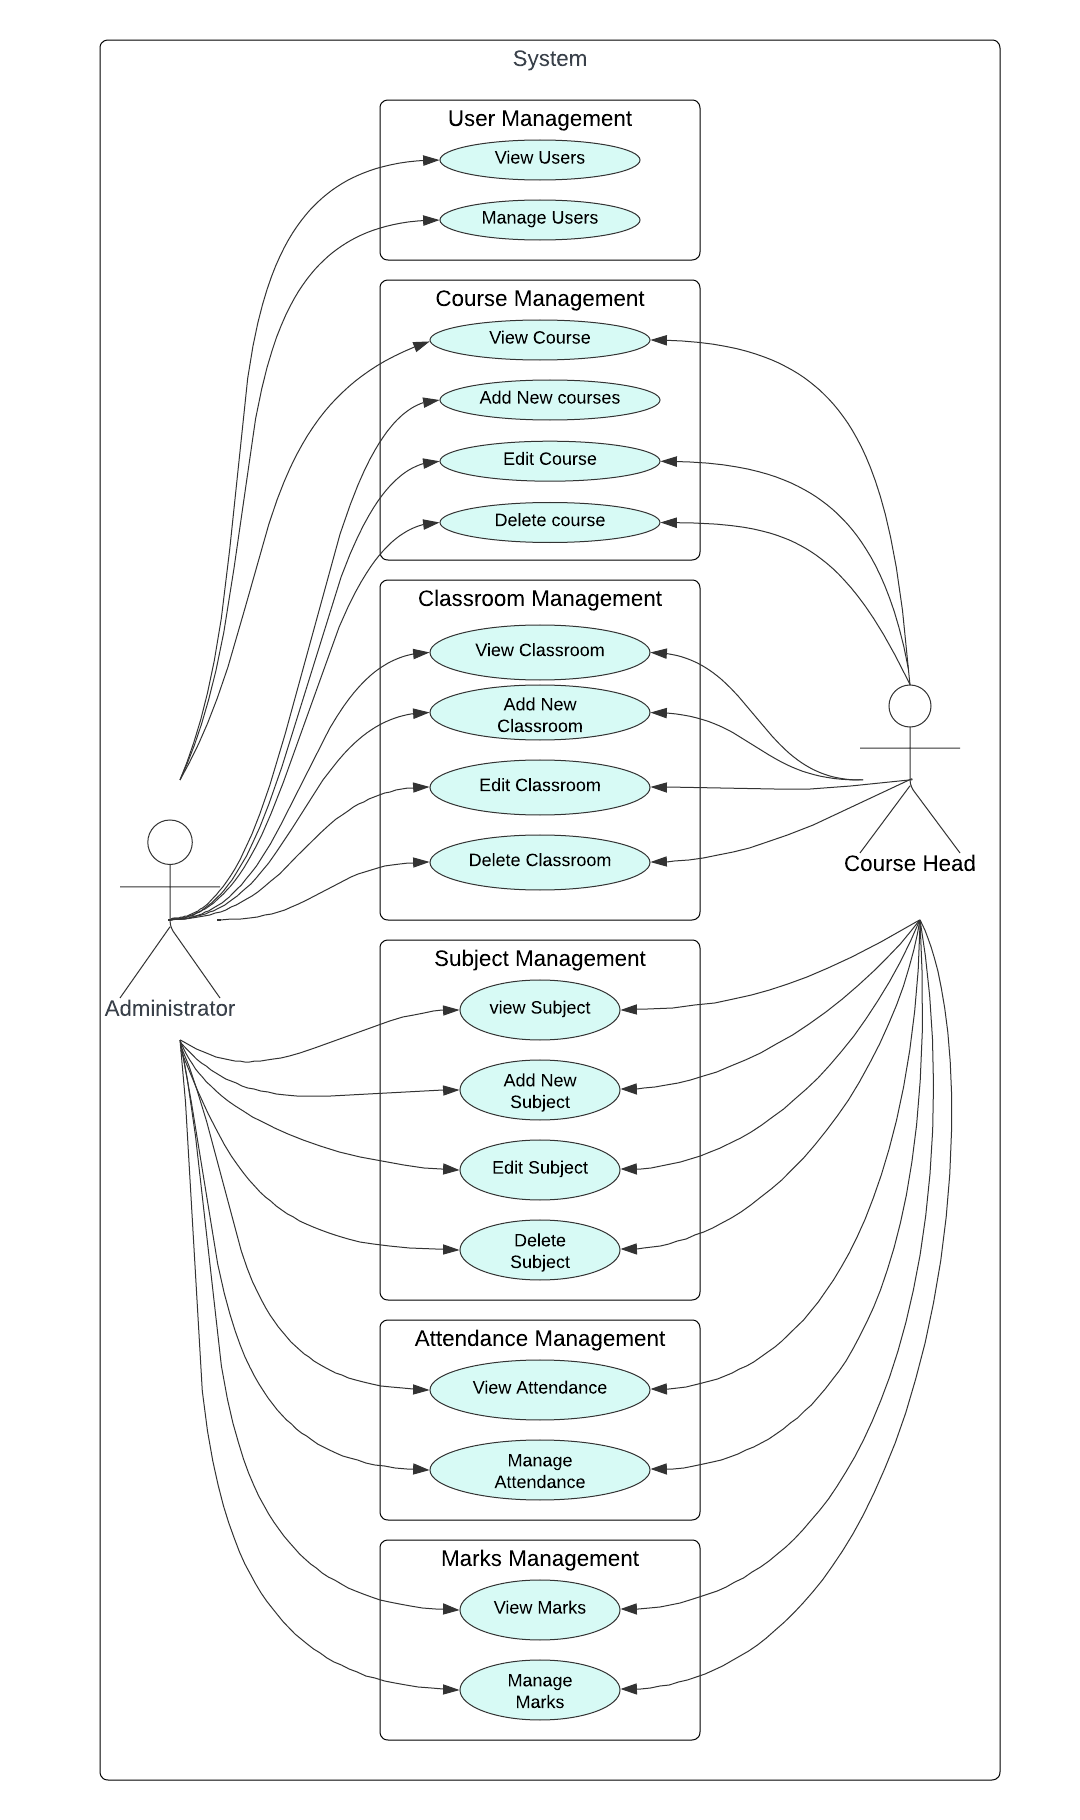 System
User Management
View Users
Manage Users
Course Management
View Course
Add New courses
Edit Course
Delete course
Classroom Management
View Classroom
Add New
Classroom
Edit Classroom
Delete Classroom
Course Head
Administrator
Subject Management
view Subject
Add New
Subject
Edit Subject
Delete
Subject
Attendance Management
View Attendance
Manage
Attendance
Marks Management
View Marks
Manage
Marks